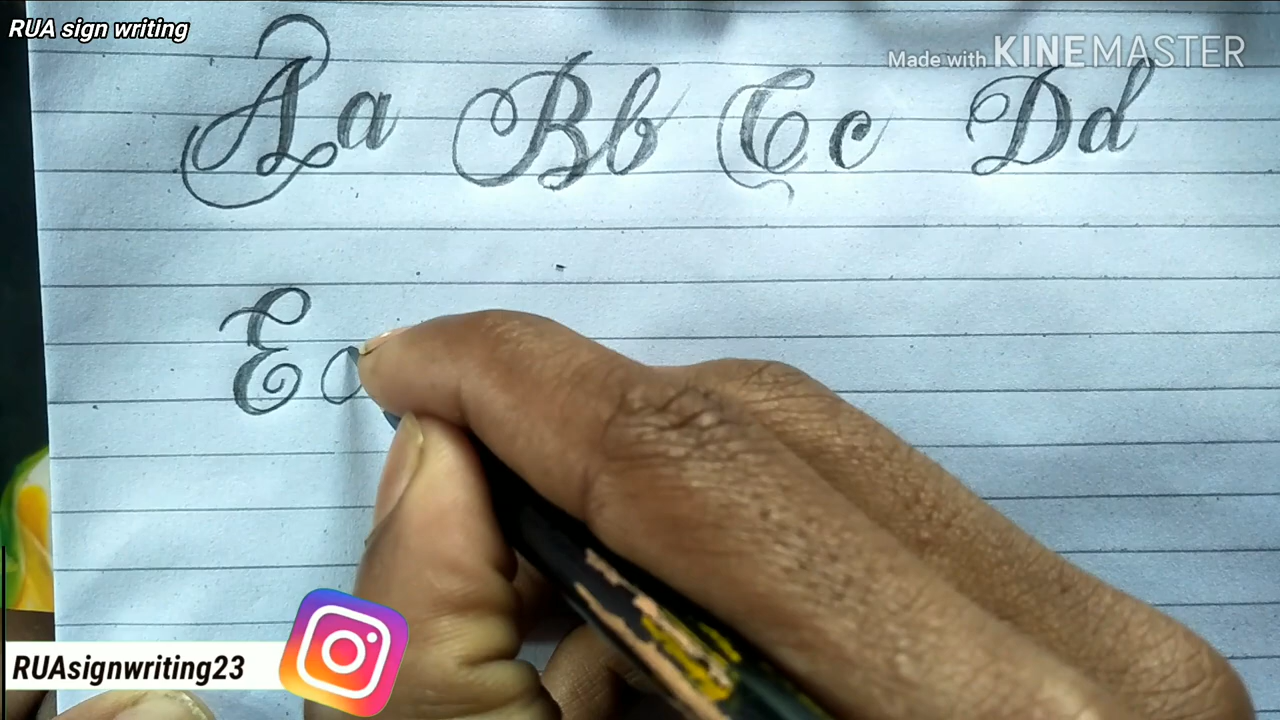 RUA sign writing
Made with KINEMASTER
Aa Bb Cc Dd
E
RUAsignwriting23